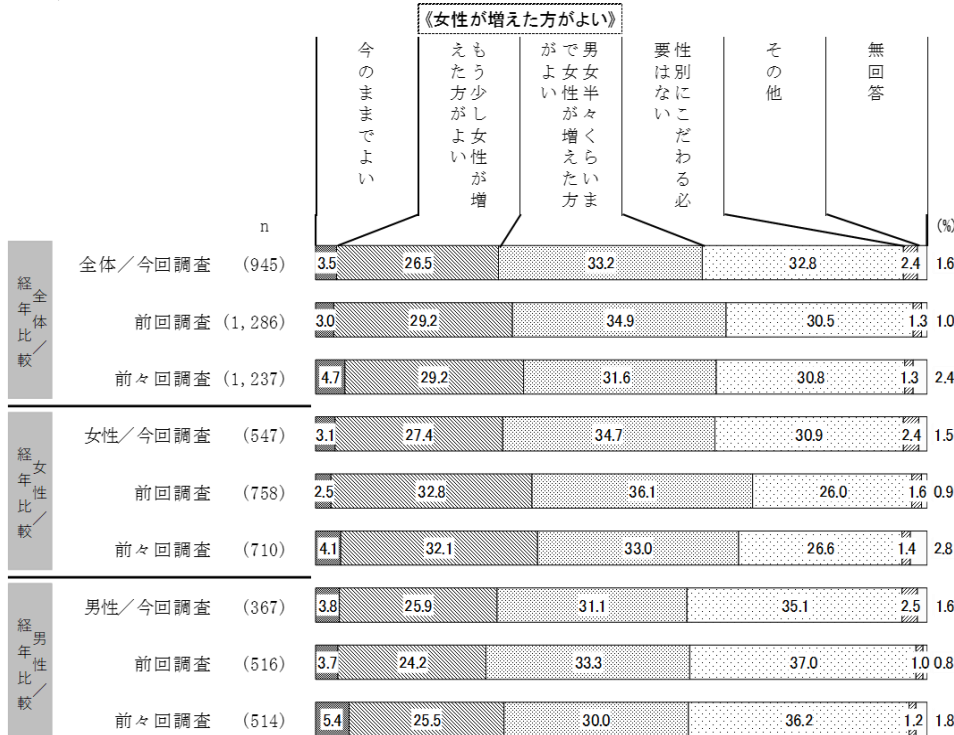 《女性が増えた方がよい》
今のままでよい
もう少し女性が増
えた方がよい
男女半々くらいま
で女性が増えた方
がよい
性別にこだわる必
要はない
その他
無回答
n
(%)
全体/
経年比較
全体/今回調査 (945) 3.5 26.5 33.2 32.8 2.4 1.6
前回調査 (1,286) 3.0 29.2 34.9 30.5 1.3 1.0
前々回調査 (1,237) 4.7 29.2 31.6 30.8 1.3 2.4
女性/
経年比較
女性/今回調査 (547) 3.1 27.4 34.7 30.9 2.4 1.5
前回調査 (758) 2.5 32.8 36.1 26.0 1.6 0.9
前々回調査 (710) 4.1 32.1 33.0 26.6 1.4 2.8
男性/
経年比較
男性/今回調査 (367) 3.8 25.9 31.1 35.1 2.5 1.6
前回調査 (516) 3.7 24.2 33.3 37.0 1.0 0.8
前々回調査 (514) 5.4 25.5 30.0 36.2 1.2 1.8